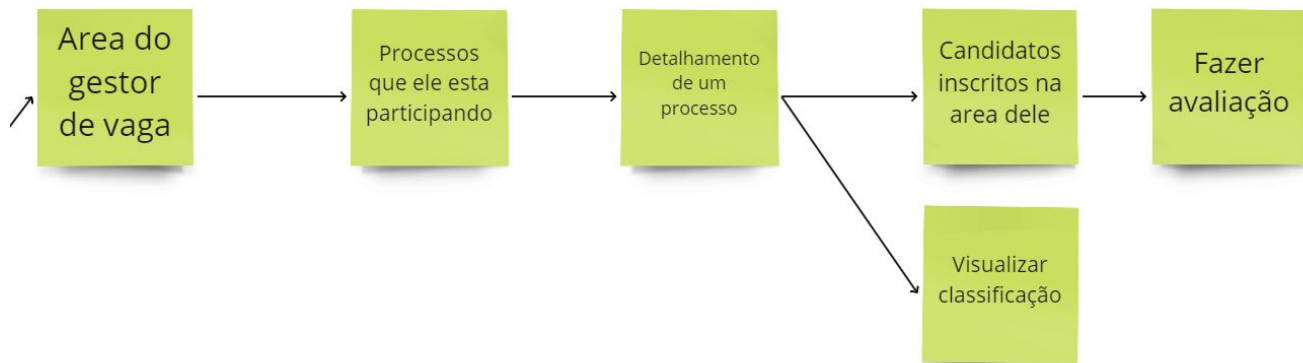 Area do
gestor
de vaga
Processos
que ele esta
participando
Detalhamento
de um
processo
Candidatos
inscritos na
area dele
Fazer
avaliação
Visualizar
classificação